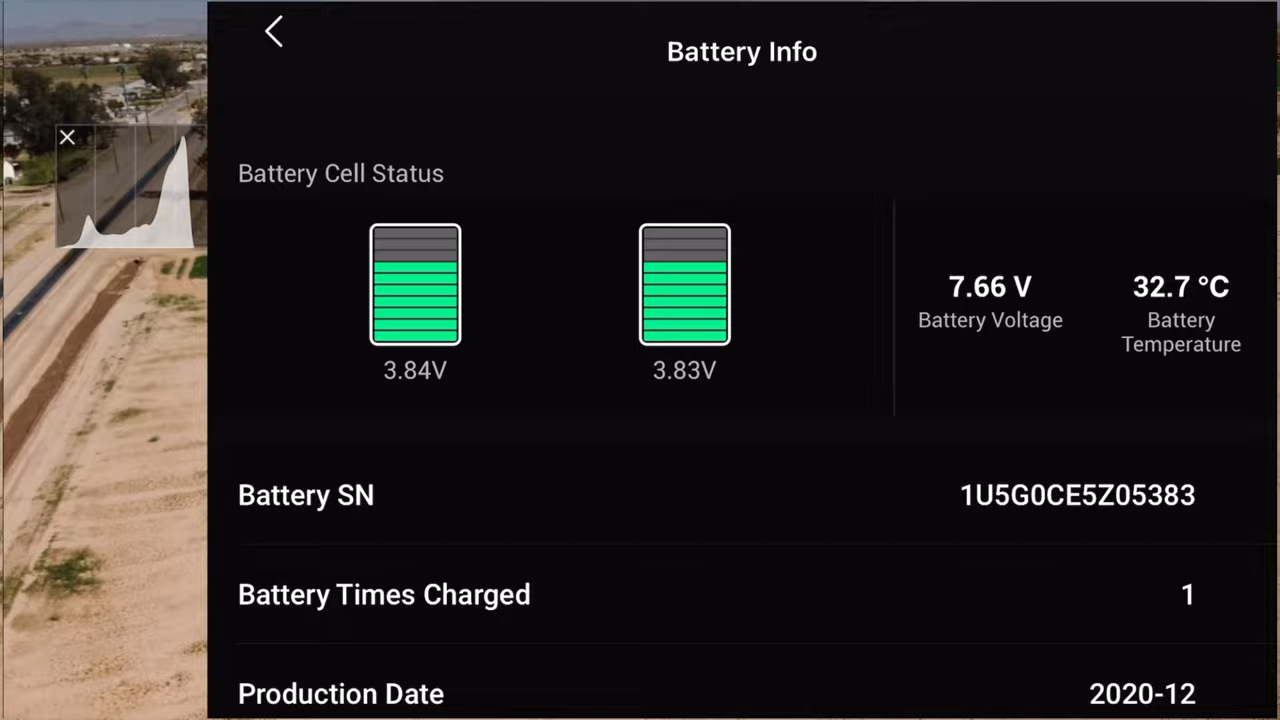 Battery Info
Battery Cell Status
3.84V
3.83V
7.66 V
Battery Voltage
32.7 °C
Battery
Temperature
Battery SN
1U5G0CE5Z05383
Battery Times Charged
1
Production Date
2020-12